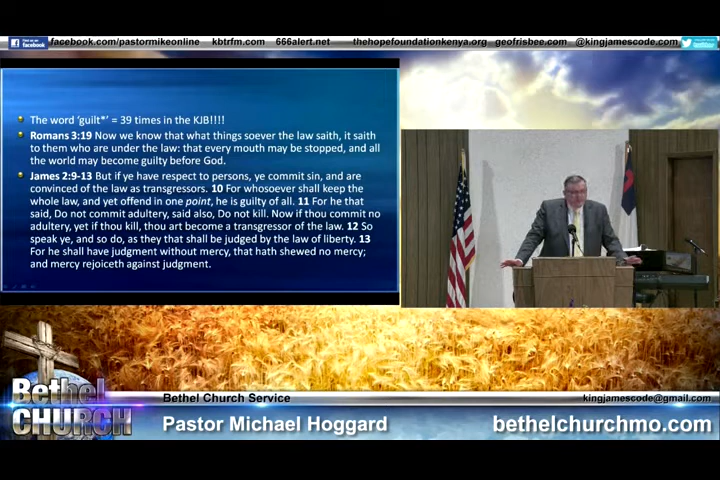 Find us on facebook facebook.com/pastormikeonline kbtrfm.com 666alert.net thehopefoundationkenya.org geofrisbee.com @kingjamescode.com
The word 'guilt*' = 39 times in the KJB!!!!
Romans 3:19 Now we know that what things soever the law saith, it saith
to them who are under the law: that every mouth may be stopped, and all
the world may become guilty before God.
James 2:9-13 But if ye have respect to persons, ye commit sin, and are
convinced of the law as transgressors. 10 For whosoever shall keep the
whole law, and yet offend in one point, he is guilty of all. 11 For he that
said, Do not commit adultery, said also, Do not kill. Now if thou commit no
adultery, yet if thou kill, thou art become a transgressor of the law. 12 So
speak ye, and so do, as they that shall be judged by the law of liberty. 13
For he shall have judgment without mercy, that hath shewed no mercy;
and mercy rejoiceth against judgment.
Bethel
CHURCH
Bethel Church Service kingjamescode@gmail.com
Pastor Michael Hoggard bethelchurchmo.com